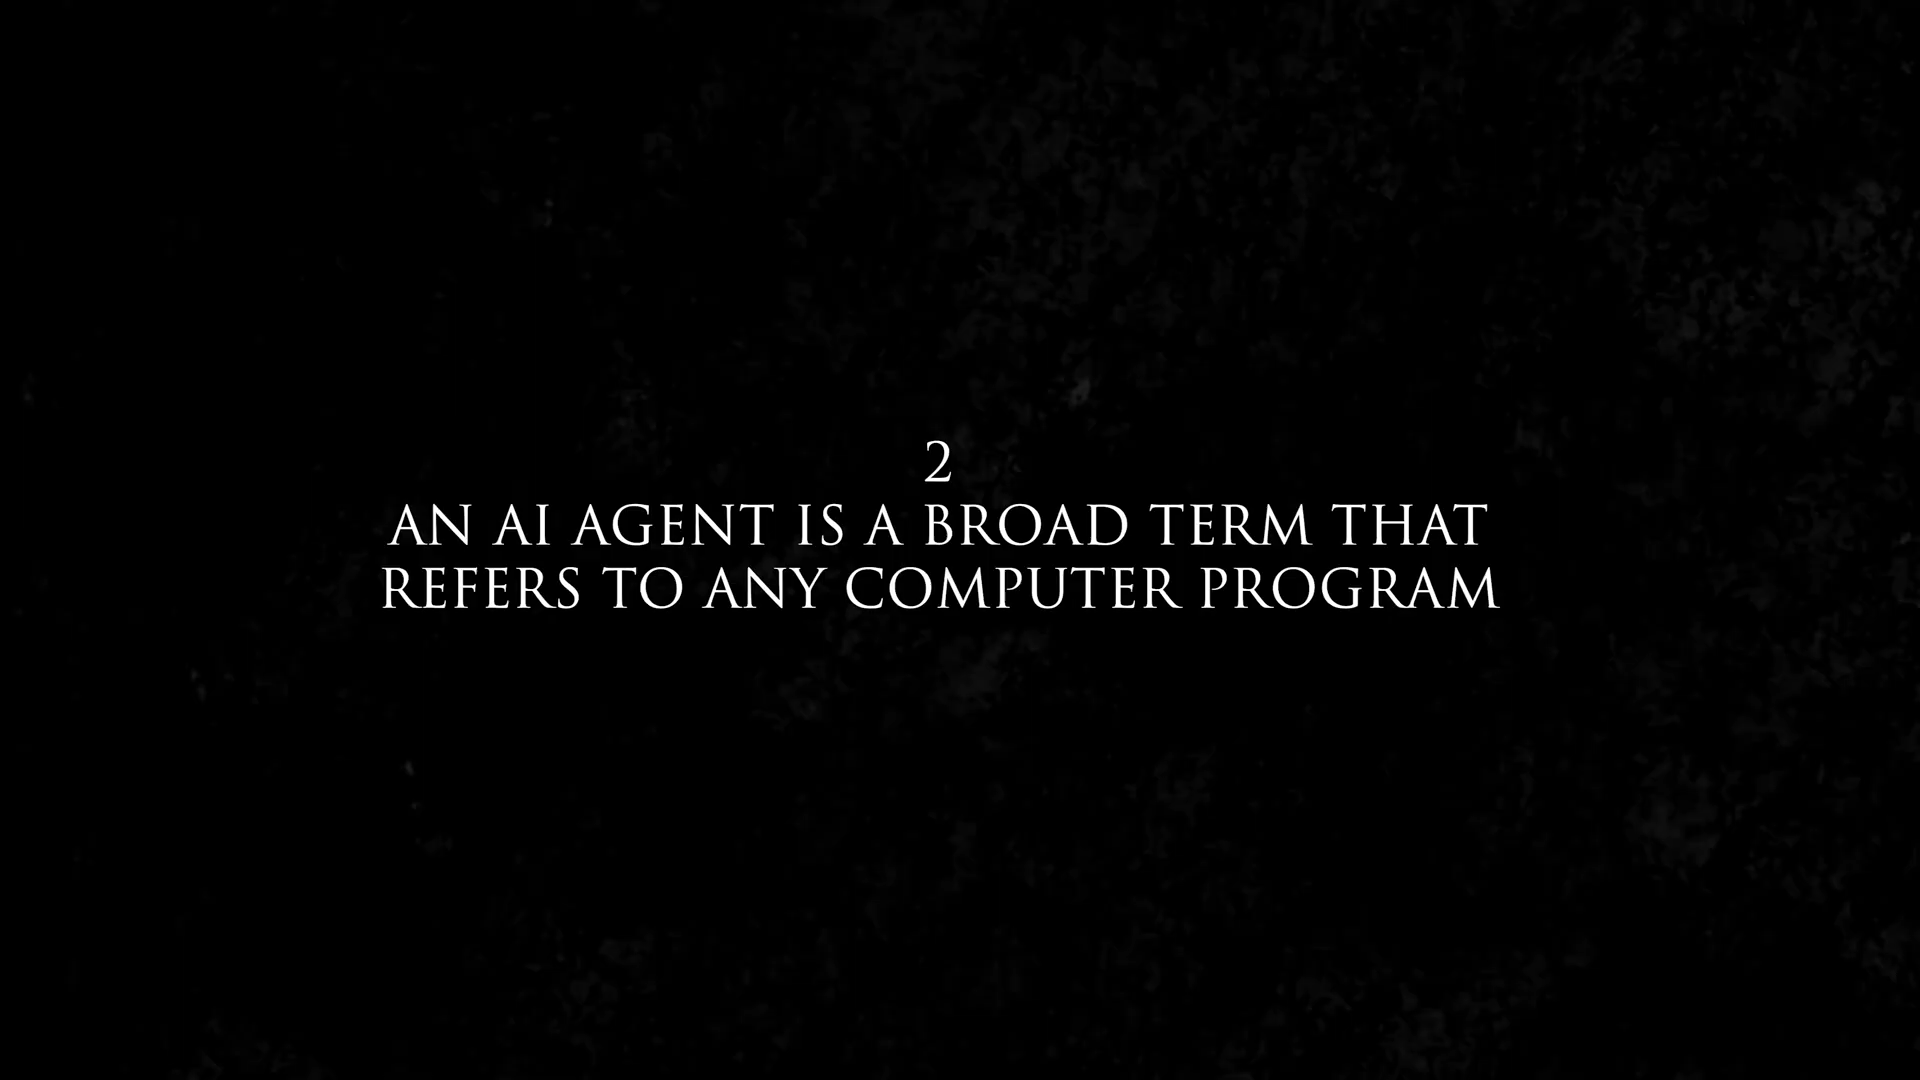 2
AN AI AGENT IS A BROAD TERM THAT
REFERS TO ANY COMPUTER PROGRAM